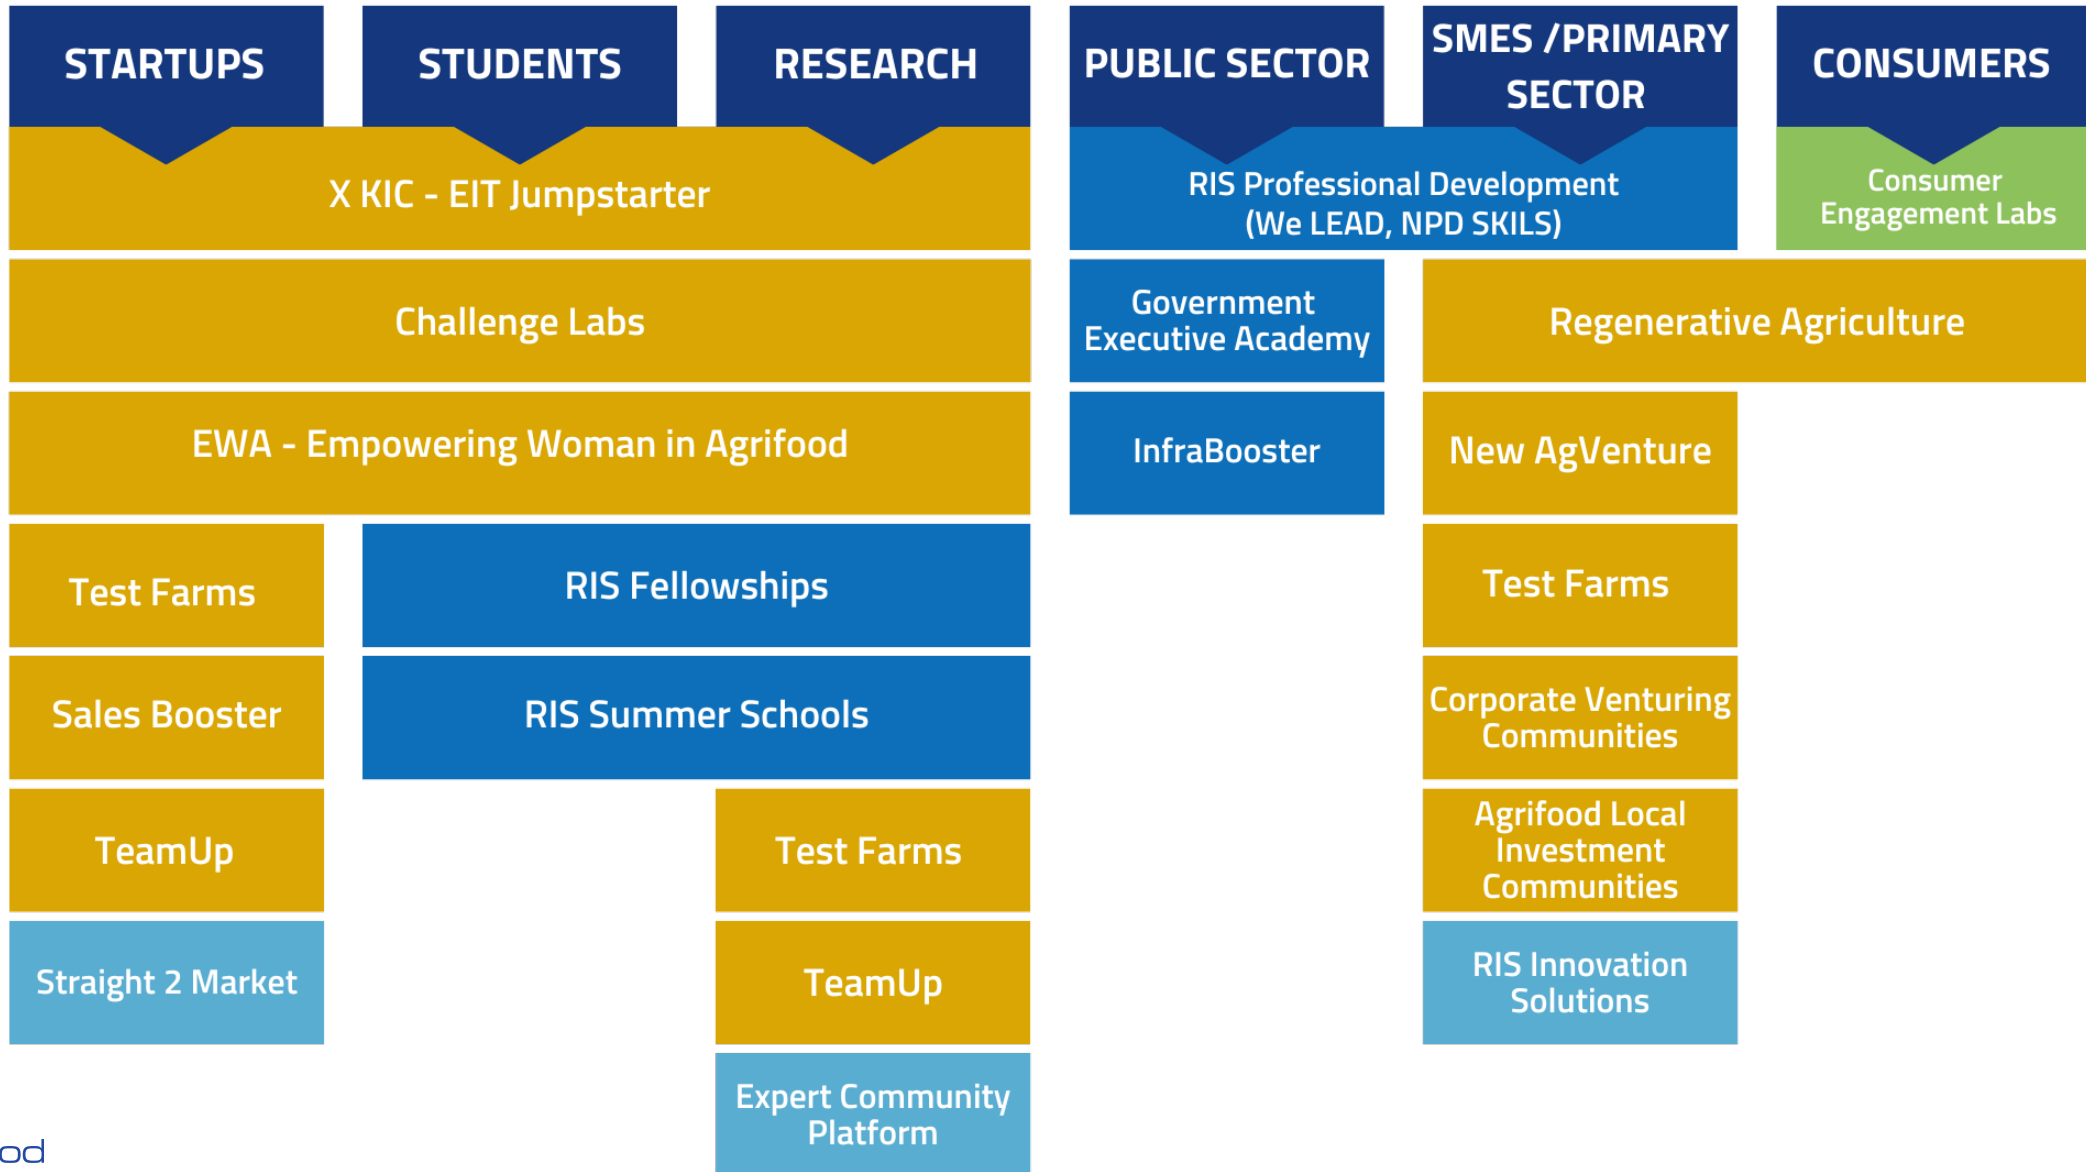 STARTUPS
STUDENTS
RESEARCH
PUBLIC SECTOR
SMES /PRIMARY
SECTOR
CONSUMERS
X KIC - EIT Jumpstarter
RIS Professional Development
(We LEAD, NPD SKILS)
Consumer
Engagement Labs
Challenge Labs
Government
Executive Academy
Regenerative Agriculture
EWA - Empowering Woman in Agrifood
InfraBooster
New AgVenture
Test Farms
RIS Fellowships
Test Farms
Sales Booster
RIS Summer Schools
Corporate Venturing
Communities
TeamUp
Test Farms
Agrifood Local
Investment
Communities
Straight 2 Market
TeamUp
RIS Innovation
Solutions
Expert Community
Platform
od